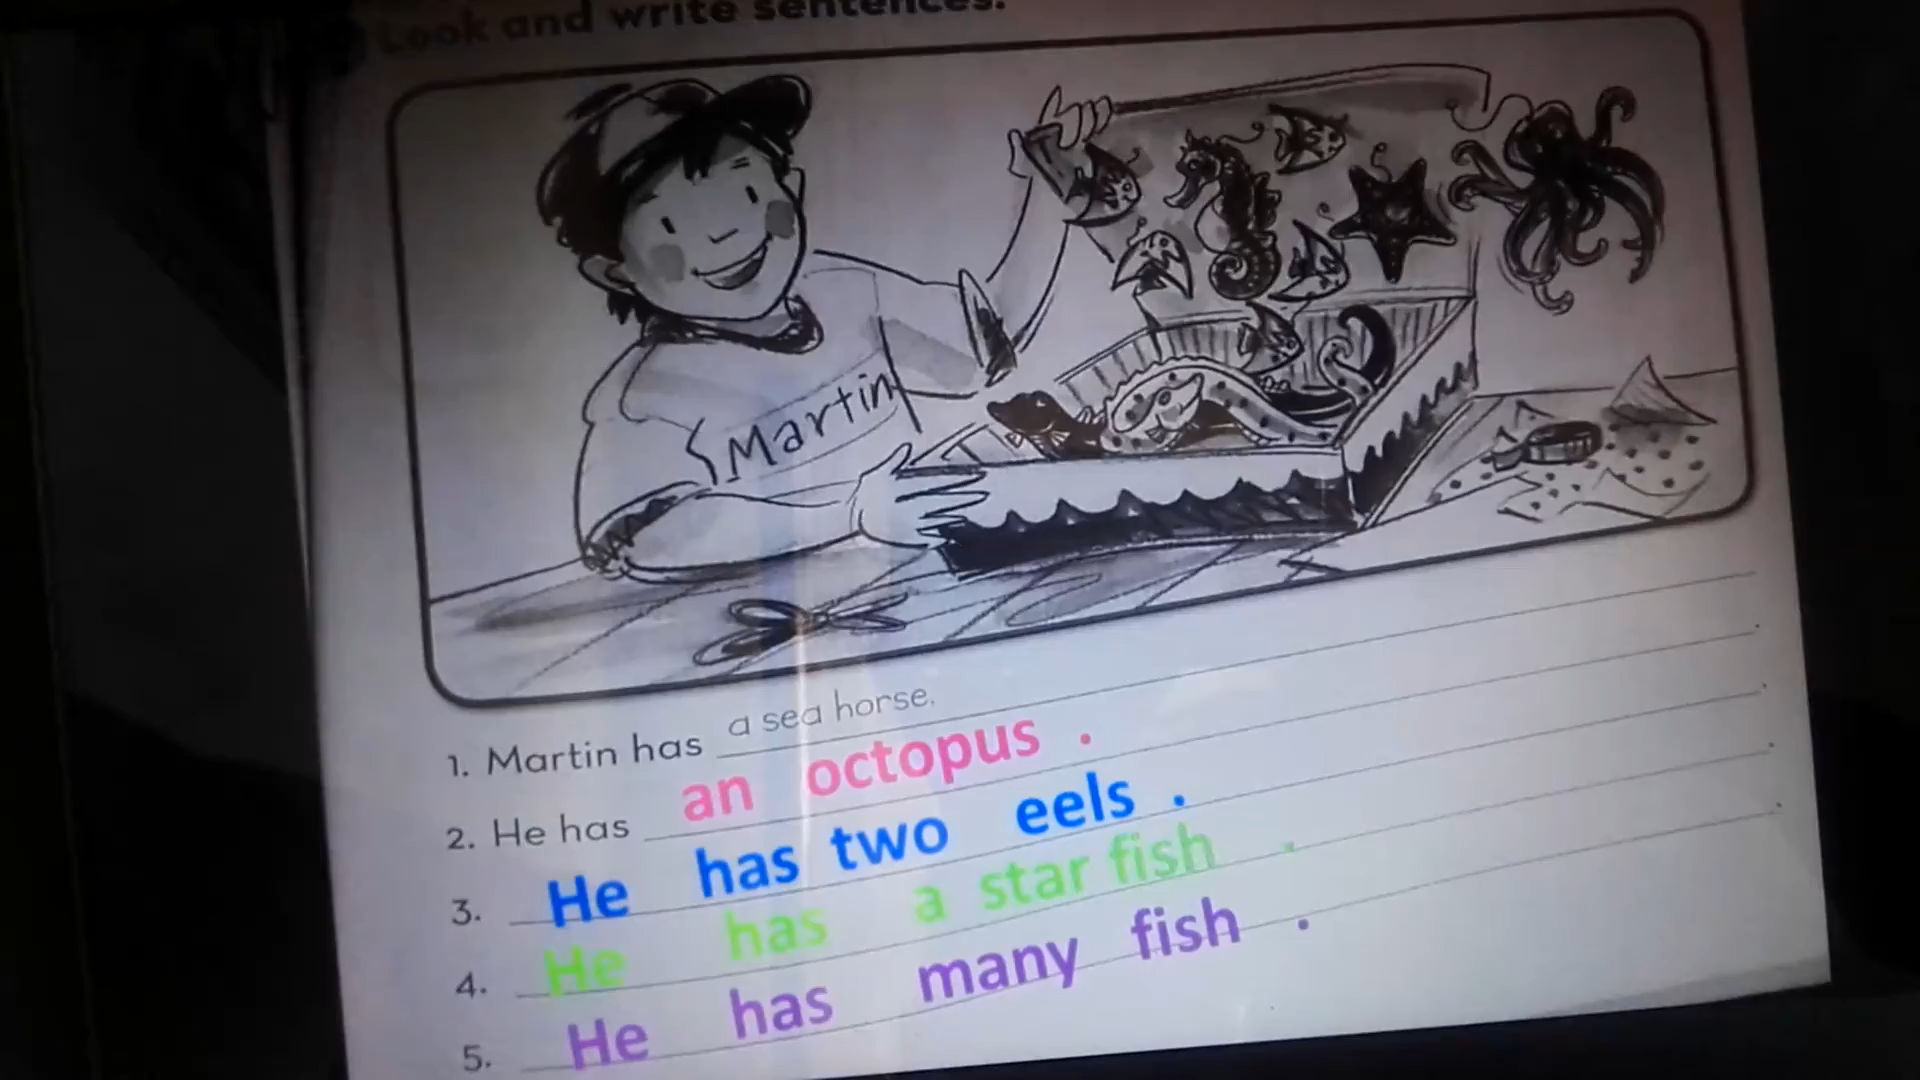 Look and write sentences.
Martin
1. Martin has a sea horse.
2. He has an octopus .
3. He has two eels .
4. He has a star fish .
5. He has many fish .